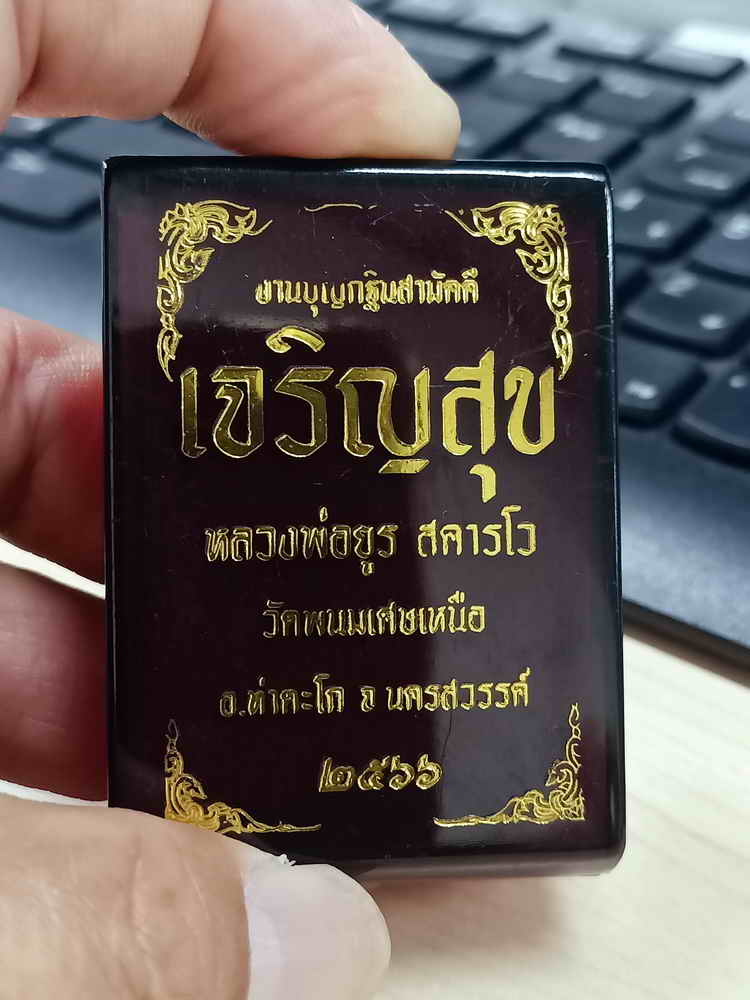 งานบุญกฐินสามัคคี
เจริญสุข
หลวงพ่อยูร สคารโว
วัดพนมเศษเหนือ
อ.ท่าตะโก จ นครสวรรค์
๒๕๖๖